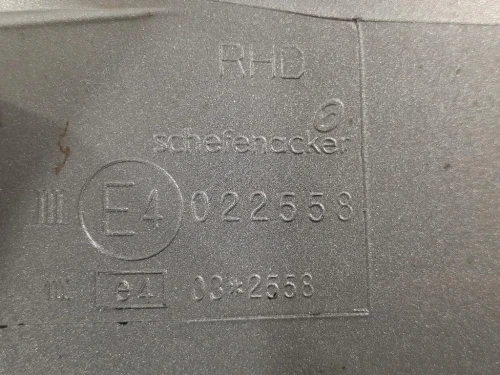 RHD
schefenacker
III E4 022558
III e4 03*2558